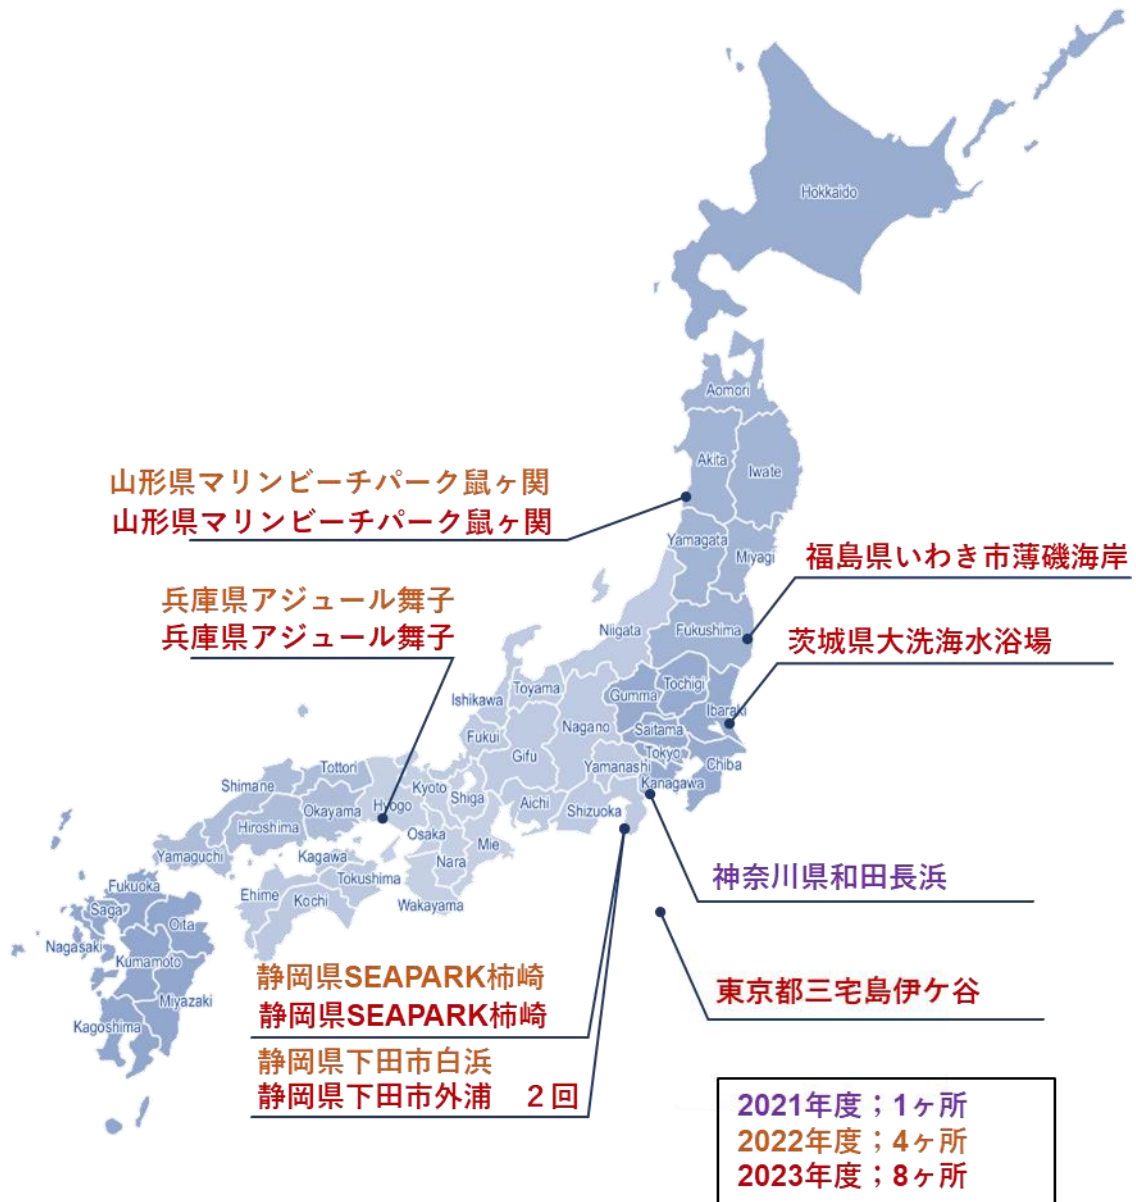 Hokkaido
Aomori
Akita
Iwate
山形県マリンビーチパーク鼠ヶ関
山形県マリンビーチパーク鼠ヶ関
Yamagata
Miyagi
福島県いわき市薄磯海岸
兵庫県アジュール舞子
兵庫県アジュール舞子
Niigata
Fukushima
茨城県大洗海水浴場
Ishikawa
Toyama
Gumma
Tochigi
Ibaraki
Fukui
Nagano
Saitama
Gifu
Tokyo
Yamanashi
Chiba
Kanagawa
Tottori
Shimane
Kyoto
Okayama
Hyogo
Shiga
Aichi
Shizuoka
Hiroshima
Osaka
Mie
Yamaguchi
Kagawa
Nara
Tokushima
Fukuoka
Ehime
Kochi
Wakayama
Saga
Oita
Nagasaki
Kumamoto
Miyazaki
Kagoshima
神奈川県和田長浜
静岡県SEAPARK柿崎
静岡県SEAPARK柿崎
東京都三宅島伊ケ谷
静岡県下田市白浜
静岡県下田市外浦　２回
2021年度；1ヶ所
2022年度；4ヶ所
2023年度；8ヶ所